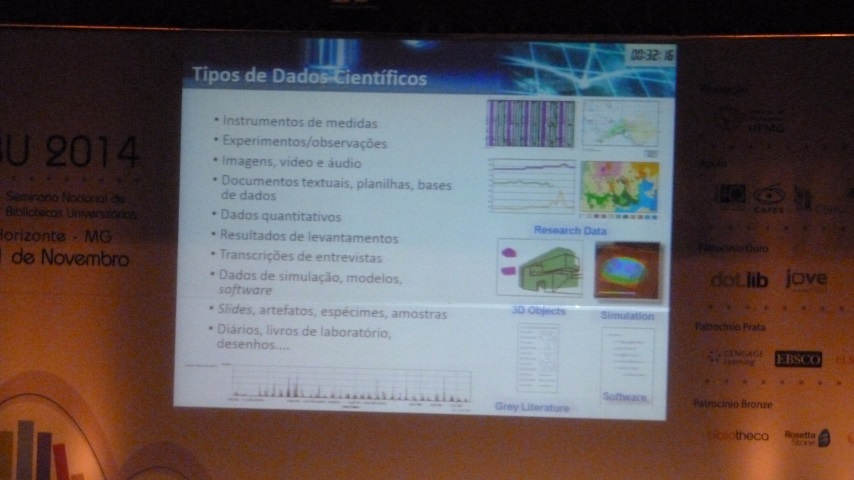 BU 2014
Seminário Nacional de
Bibliotecas Universitárias
Horizonte - MG
de Novembro
00:32:16
Tipos de Dados Científicos
• Instrumentos de medidas
• Experimentos/observações
• Imagens, vídeo e áudio
• Documentos textuais, planilhas, bases
de dados
• Dados quantitativos
• Resultados de levantamentos
• Transcrições de entrevistas
• Dados de simulação, modelos,
software
• Slides, artefatos, espécimes, amostras
• Diários, livros de laboratório,
desenhos....
Research Data
3D Objects
Simulation
Grey Literature
Software
UFMG
Apoio
CAPES
Patrocínio Ouro
dot.lib
jove
Patrocínio Prata
CENGAGE
Learning
EBSCO
Patrocínio Bronze
bibliotheca
Rosetta
Stone